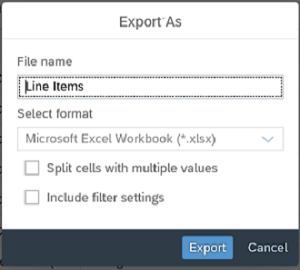 Export As
File name
Line Items
Select format
Microsoft Excel Workbook (*.xlsx)
Split cells with multiple values
Include filter settings
Export Cancel